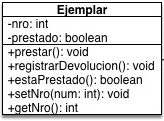 Ejemplar
-nro: int
-prestado: boolean
+prestar(): void
+registrarDevolucion(): void
+estaPrestado(): boolean
+setNro(num: int): void
+getNro(): int